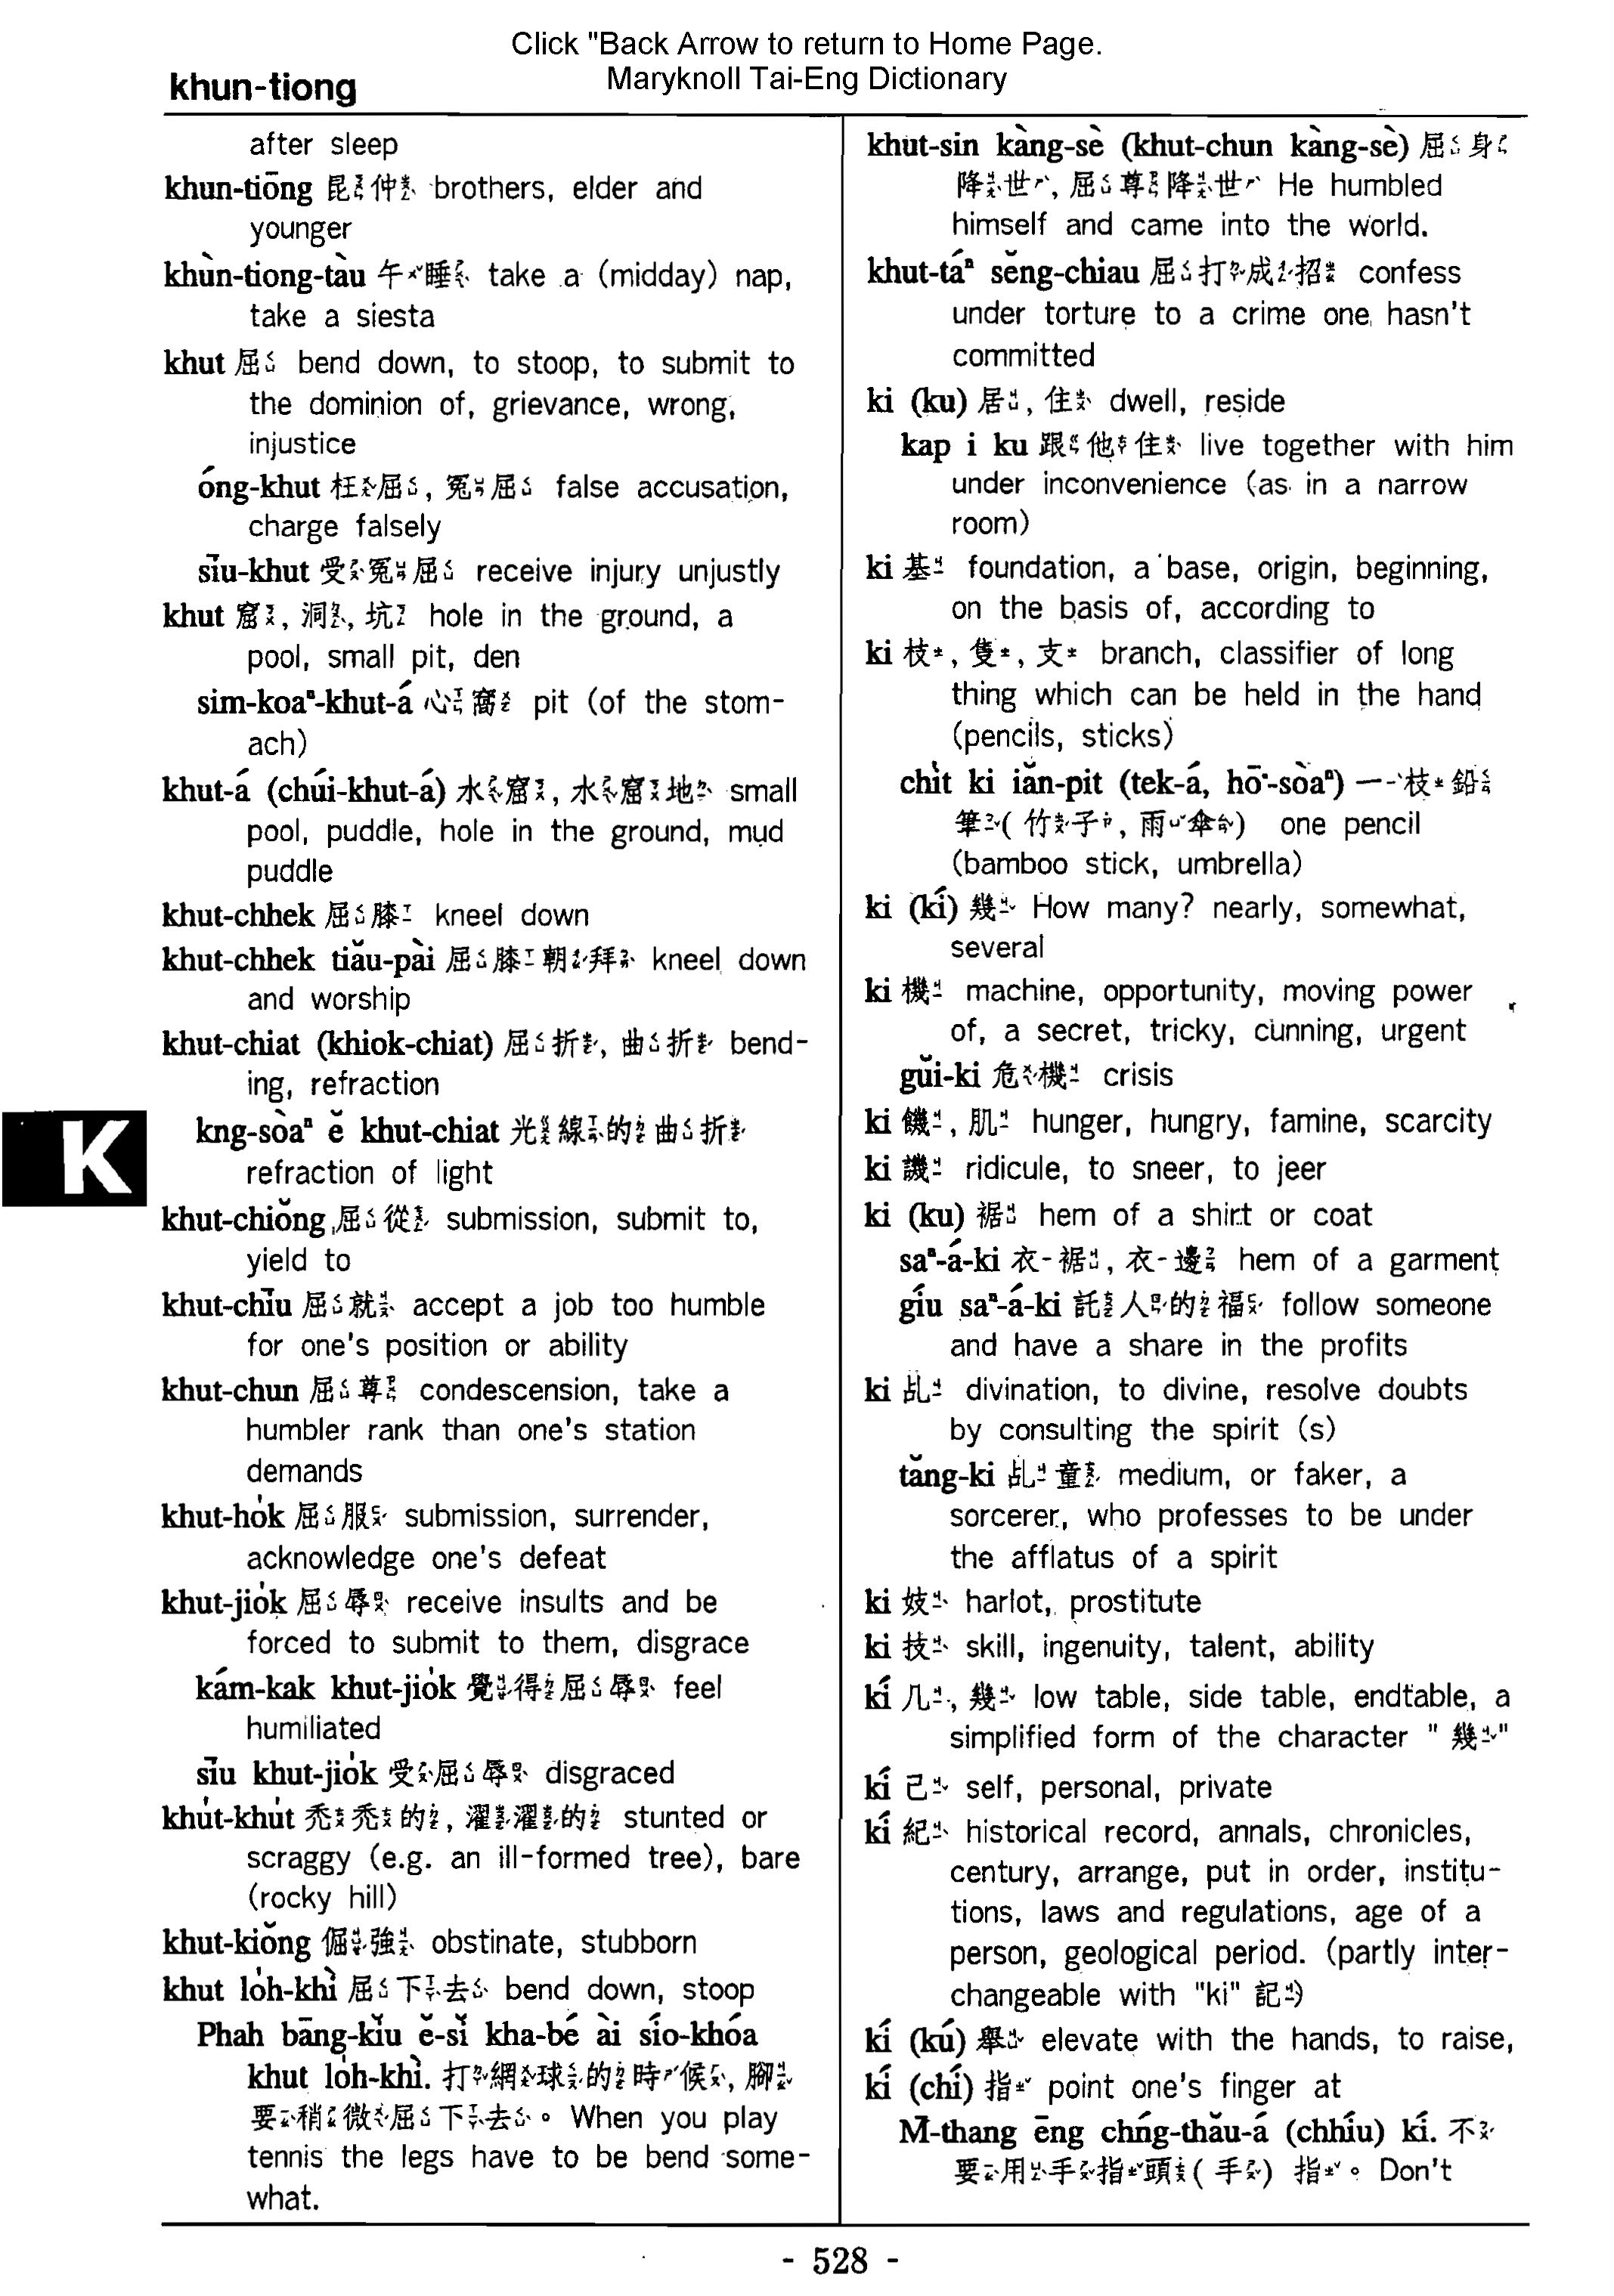 Click "Back Arrow to return to Home Page.
Maryknoll Tai-Eng Dictionary
khun-tiong
after sleep
khun-tiōng 昆仲 brothers, elder and
younger
khùn-tiong-tàu 午睡 take a (midday) nap,
take a siesta
khut 屈 bend down, to stoop, to submit to
the dominion of, grievance, wrong,
injustice
óng-khut 枉屈, 冤屈 false accusation,
charge falsely
sīu-khut 受冤屈 receive injury unjustly
khut 窟, 洞, 坑 hole in the ground, a
pool, small pit, den
sim-koaⁿ-khut-á 心窩 pit (of the stom-
ach)
khut-á (chúi-khut-á) 水窟, 水窟地 small
pool, puddle, hole in the ground, mud
puddle
khut-chhek 屈膝 kneel down
khut-chhek tiău-pài 屈膝朝拜 kneel down
and worship
khut-chiat (khiok-chiat) 屈折, 曲折 bend-
ing, refraction
kng-sòaⁿ ĕ khut-chiat 光線的曲折
refraction of light
K
khut-chiŏng 屈從 submission, submit to,
yield to
khut-chīu 屈就 accept a job too humble
for one's position or ability
khut-chun 屈尊 condescension, take a
humbler rank than one's station
demands
khut-ho̍k 屈服 submission, surrender,
acknowledge one's defeat
khut-jio̍k 屈辱 receive insults and be
forced to submit to them, disgrace
kám-kak khut-jio̍k 覺得屈辱 feel
humiliated
sīu khut-jio̍k 受屈辱 disgraced
khu̍t-khu̍t 禿禿的, 濯濯的 stunted or
scraggy (e.g. an ill-formed tree), bare
(rocky hill)
khut-kiŏng 倔強 obstinate, stubborn
khut lo̍h-khì 屈下去 bend down, stoop
Phah bāng-kĭu ĕ-sĭ kha-bé ài sío-khóa
khut lo̍h-khì. 打網球的時候, 腳
要稍微屈下去。 When you play
tennis the legs have to be bend some-
what.
khut-sin kàng-sè (khut-chun kàng-sè) 屈身
降世, 屈尊降世 He humbled
himself and came into the world.
khut-táⁿ sĕng-chiau 屈打成招 confess
under torture to a crime one hasn't
committed
ki (ku) 居, 住 dwell, reside
kap i ku 跟他住 live together with him
under inconvenience (as in a narrow
room)
ki 基 foundation, a base, origin, beginning,
on the basis of, according to
ki 枝, 隻, 支 branch, classifier of long
thing which can be held in the hand
(pencils, sticks)
chi̍t ki iăn-pit (tek-á, hō͘-sòaⁿ) 一枝鉛
筆(竹子, 雨傘) one pencil
(bamboo stick, umbrella)
ki (kí) 幾 How many? nearly, somewhat,
several
ki 機 machine, opportunity, moving power
of, a secret, tricky, cunning, urgent
gŭi-ki 危機 crisis
ki 饑, 肌 hunger, hungry, famine, scarcity
ki 譏 ridicule, to sneer, to jeer
ki (ku) 裾 hem of a shirt or coat
saⁿ-á-ki 衣裾, 衣邊 hem of a garment
gíu saⁿ-á-ki 託人的福 follow someone
and have a share in the profits
ki 乩 divination, to divine, resolve doubts
by consulting the spirit (s)
tăng-ki 乩童 medium, or faker, a
sorcerer, who professes to be under
the afflatus of a spirit
ki 妓 harlot, prostitute
ki 技 skill, ingenuity, talent, ability
kí 几, 幾 low table, side table, endtable, a
simplified form of the character " 幾"
kí 己 self, personal, private
kí 紀 historical record, annals, chronicles,
century, arrange, put in order, institu-
tions, laws and regulations, age of a
person, geological period. (partly inter-
changeable with "ki" 記)
kí (kú) 舉 elevate with the hands, to raise,
kí (chí) 指 point one's finger at
M̄-thang ēng chńg-thău-á (chhíu) kí. 不
要用手指頭(手) 指。 Don't
- 528 -